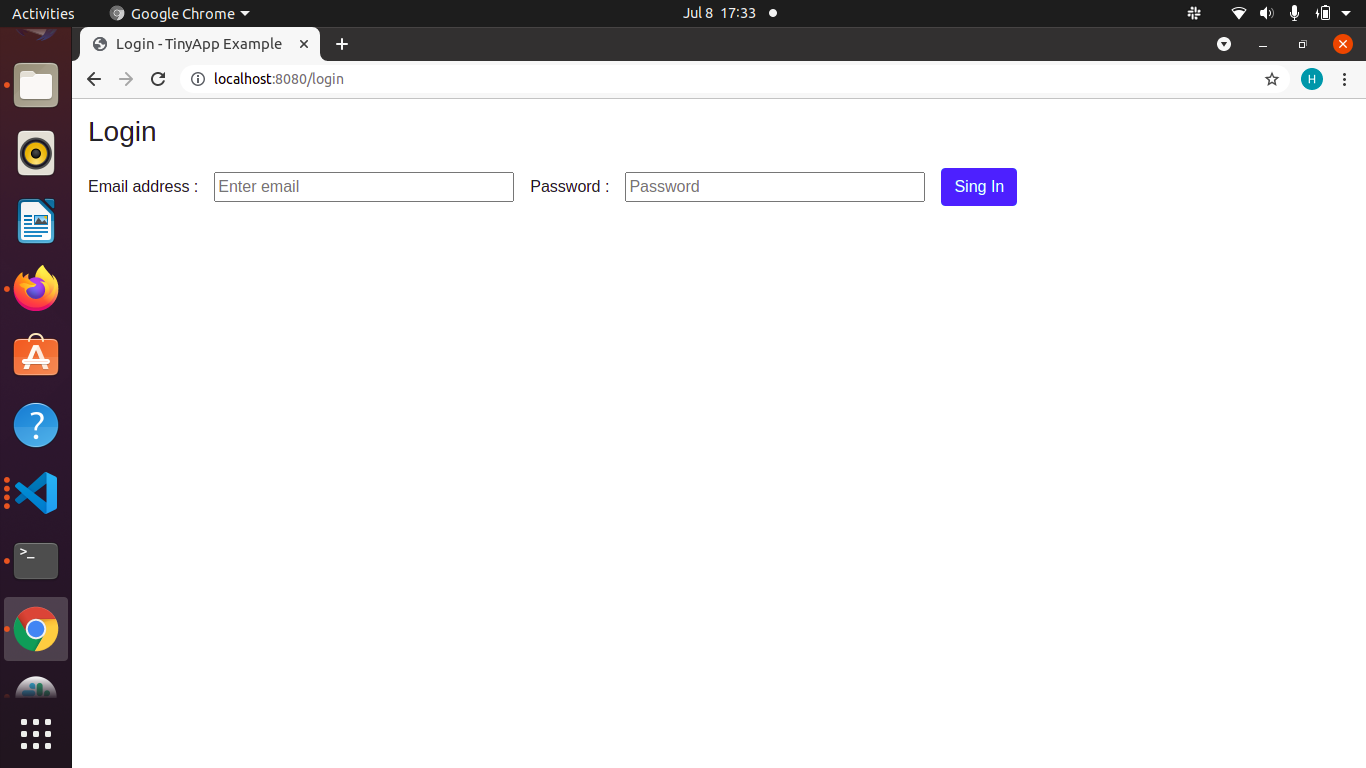 Activities Google Chrome Jul 8 17:33
Login - TinyApp Example
localhost:8080/login H
Login
Email address : Enter email Password : Password Sing In
>_